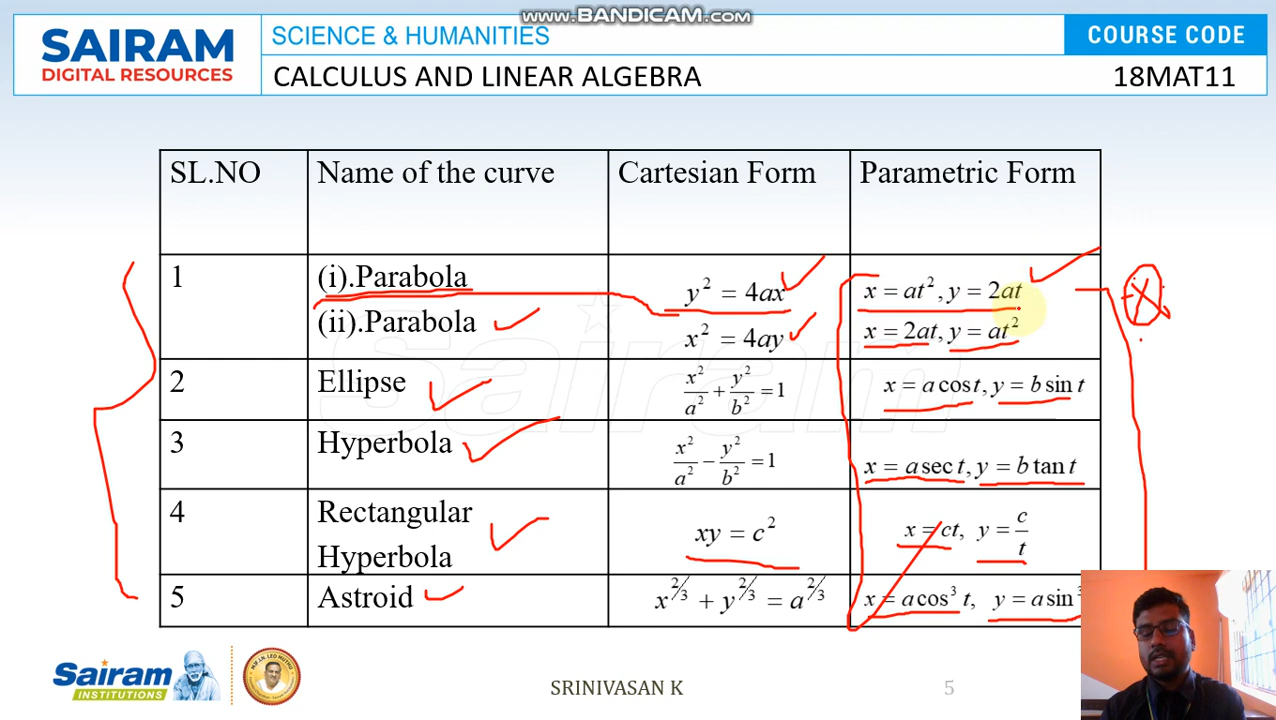 www.BANDICAM.com
SAIRAM
DIGITAL RESOURCES
SCIENCE & HUMANITIES
COURSE CODE
CALCULUS AND LINEAR ALGEBRA
18MAT11
SL.NO Name of the curve Cartesian Form Parametric Form
1 (i).Parabola y² = 4ax x = at², y = 2at
(ii).Parabola x² = 4ay x = 2at, y = at²
2 Ellipse x²/a² + y²/b² = 1 x = a cos t, y = b sin t
3 Hyperbola x²/a² − y²/b² = 1 x = a sec t, y = b tan t
4 Rectangular Hyperbola xy = c² x = ct, y = c/t
5 Astroid x^(2/3) + y^(2/3) = a^(2/3) x = a cos³ t, y = a sin³
Sairam
Sairam
INSTITUTIONS
SRINIVASAN K
5